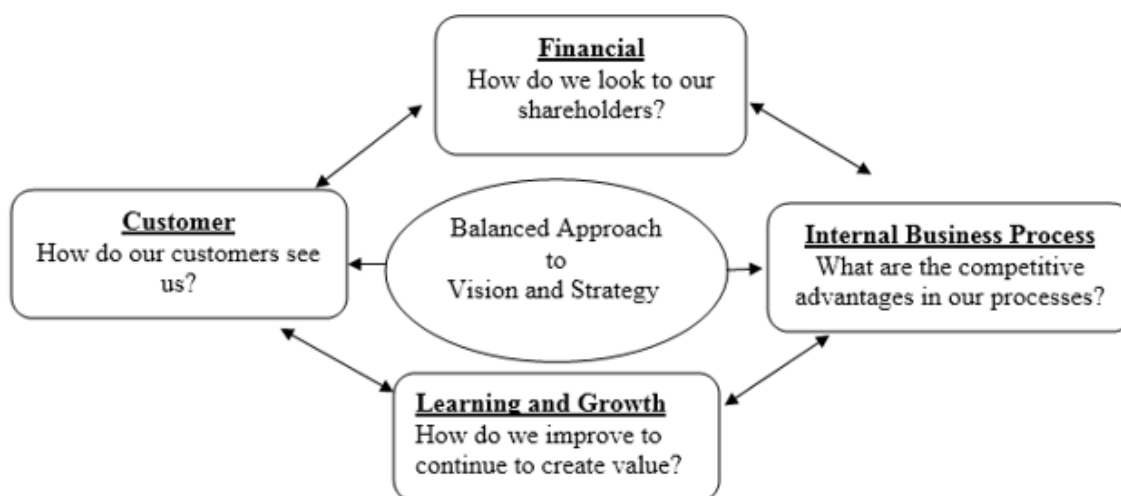 Financial
How do we look to our
shareholders?
Customer
How do our customers see
us?
Balanced Approach
to
Vision and Strategy
Internal Business Process
What are the competitive
advantages in our processes?
Learning and Growth
How do we improve to
continue to create value?